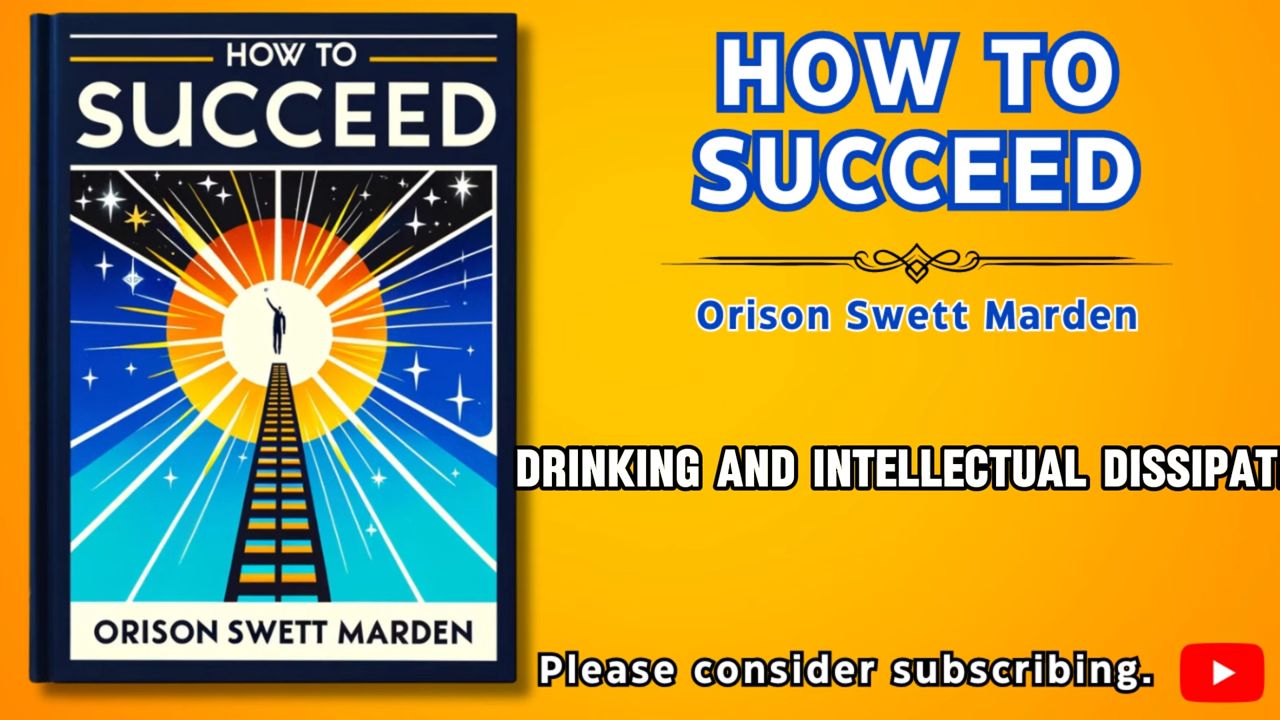 HOW TO
SUCCEED
ORISON SWETT MARDEN
HOW TO
SUCCEED
Orison Swett Marden
DRINKING AND INTELLECTUAL
Please consider subscribing.